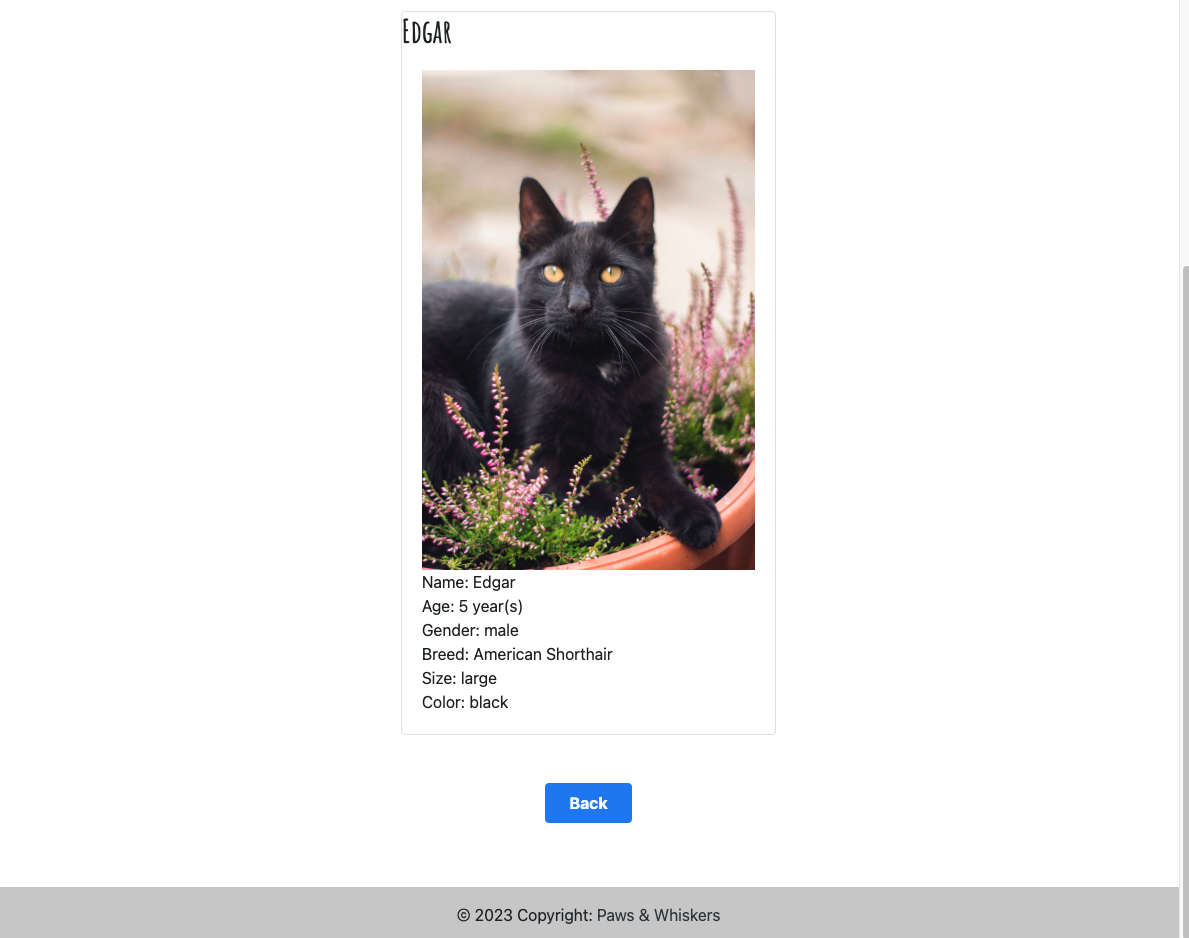 Edgar
Name: Edgar
Age: 5 year(s)
Gender: male
Breed: American Shorthair
Size: large
Color: black
Back
© 2023 Copyright: Paws & Whiskers